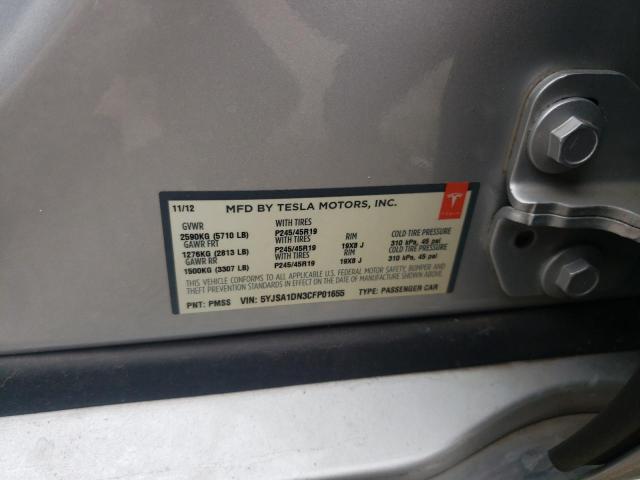 11/12 MFD BY TESLA MOTORS, INC.
GVWR WITH TIRES
2590KG (5710 LB) P245/45R19 RIM COLD TIRE PRESSURE
GAWR FRT WITH TIRES 19X8 J 310 kPa, 45 psi
1276KG (2813 LB) P245/45R19 RIM COLD TIRE PRESSURE
GAWR RR WITH TIRES 19X8 J 310 kPa, 45 psi
1500KG (3307 LB) P245/45R19
THIS VEHICLE CONFORMS TO ALL APPLICABLE U.S. FEDERAL MOTOR SAFETY, BUMPER AND
THEFT PREVENTION STANDARDS IN EFFECT ON THE DATE OF MANUFACTURE SHOWN ABOVE.
PNT: PMSS VIN: 5YJSA1DN3CFP01655 TYPE: PASSENGER CAR
TESLA